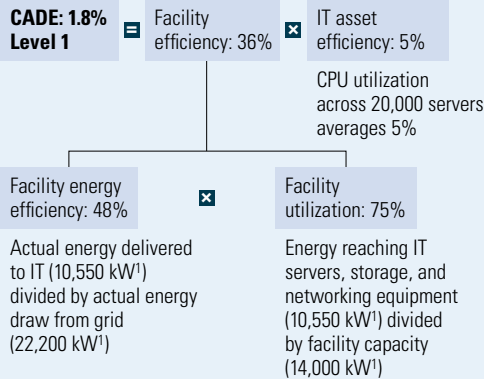 CADE: 1.8%
Level 1
=
Facility
efficiency: 36%
×
IT asset
efficiency: 5%
CPU utilization
across 20,000 servers
averages 5%
Facility energy
efficiency: 48%
×
Facility
utilization: 75%
Actual energy delivered
to IT (10,550 kW¹)
divided by actual energy
draw from grid
(22,200 kW¹)
Energy reaching IT
servers, storage, and
networking equipment
(10,550 kW¹) divided
by facility capacity
(14,000 kW¹)